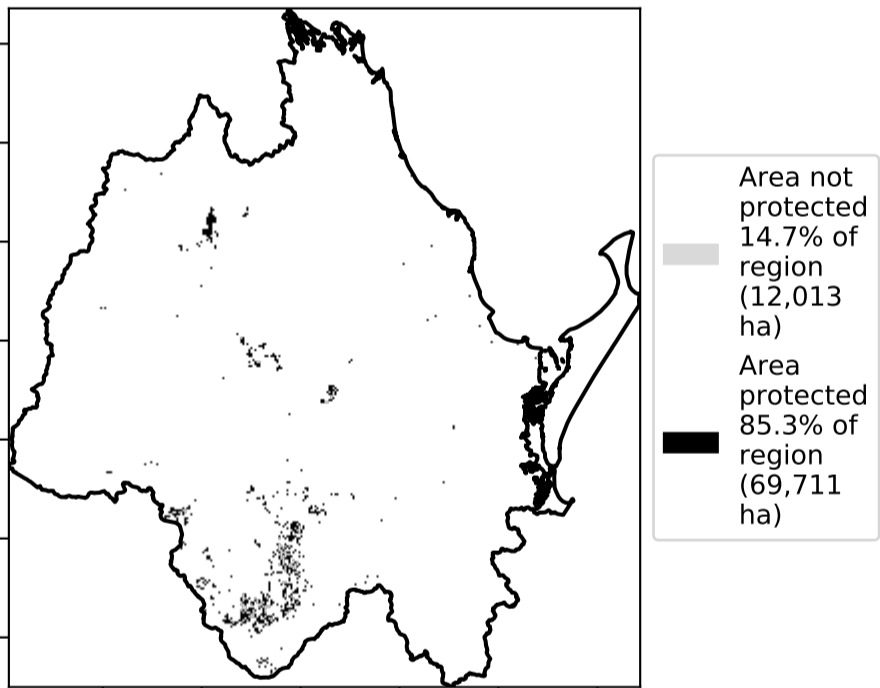 Area not
protected
14.7% of
region
(12,013
ha)
Area
protected
85.3% of
region
(69,711
ha)